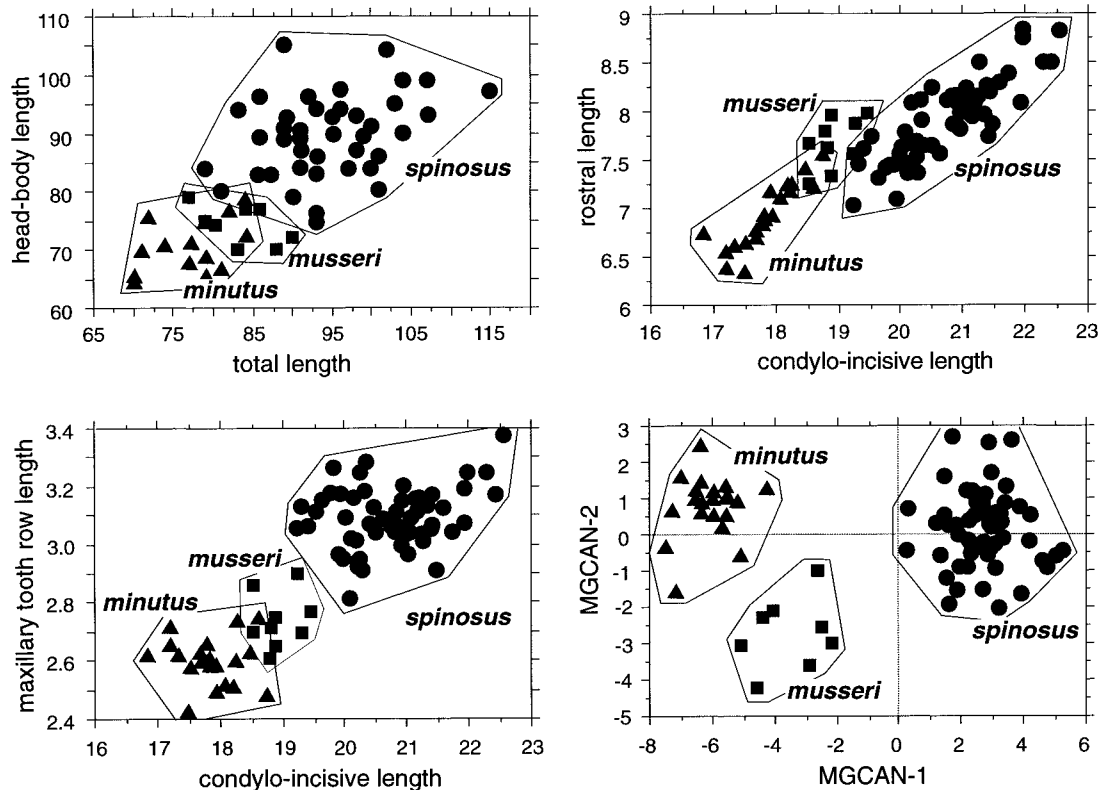 head-body length
110
100
90
80
70
60
spinosus
musseri
minutus
65 75 85 95 105 115
total length
rostral length
9
8.5
8
7.5
7
6.5
6
musseri
spinosus
minutus
16 17 18 19 20 21 22 23
condylo-incisive length
maxillary tooth row length
3.4
3.2
3.0
2.8
2.6
2.4
musseri
minutus
spinosus
16 17 18 19 20 21 22 23
condylo-incisive length
MGCAN-2
3
2
1
0
-1
-2
-3
-4
-5
minutus
spinosus
musseri
-8 -6 -4 -2 0 2 4 6
MGCAN-1